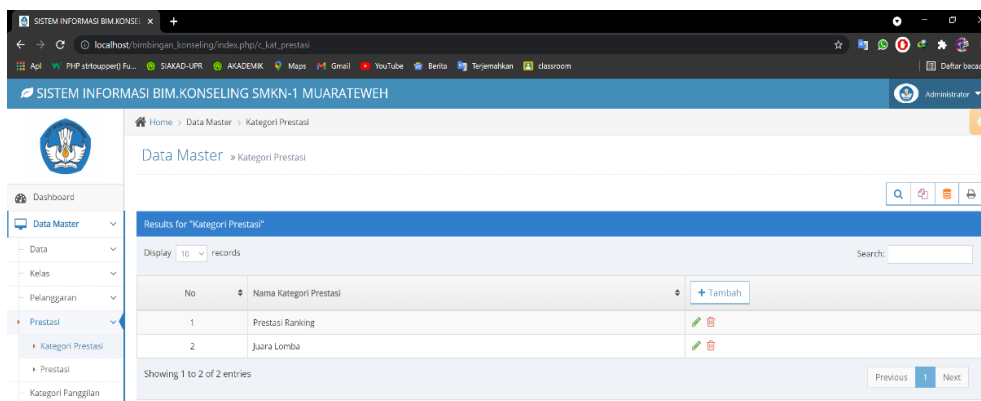 SISTEM INFORMASI BIM.KONSEL
localhost/bimbingan_konseling/index.php/c_kat_prestasi
Apl PHP strtoupper() Fu... SIAKAD-UPR AKADEMIK Maps Gmail YouTube Berita Terjemahkan classroom Daftar bacaa
SISTEM INFORMASI BIM.KONSELING SMKN-1 MUARATEWEH Administrator
Home > Data Master > Kategori Prestasi
Data Master » Kategori Prestasi
Dashboard
Data Master
Data
Kelas
Pelanggaran
Prestasi
Kategori Prestasi
Prestasi
Kategori Panggilan
Results for "Kategori Prestasi"
Display 10 records Search:
No Nama Kategori Prestasi + Tambah
1 Prestasi Ranking
2 Juara Lomba
Showing 1 to 2 of 2 entries Previous 1 Next